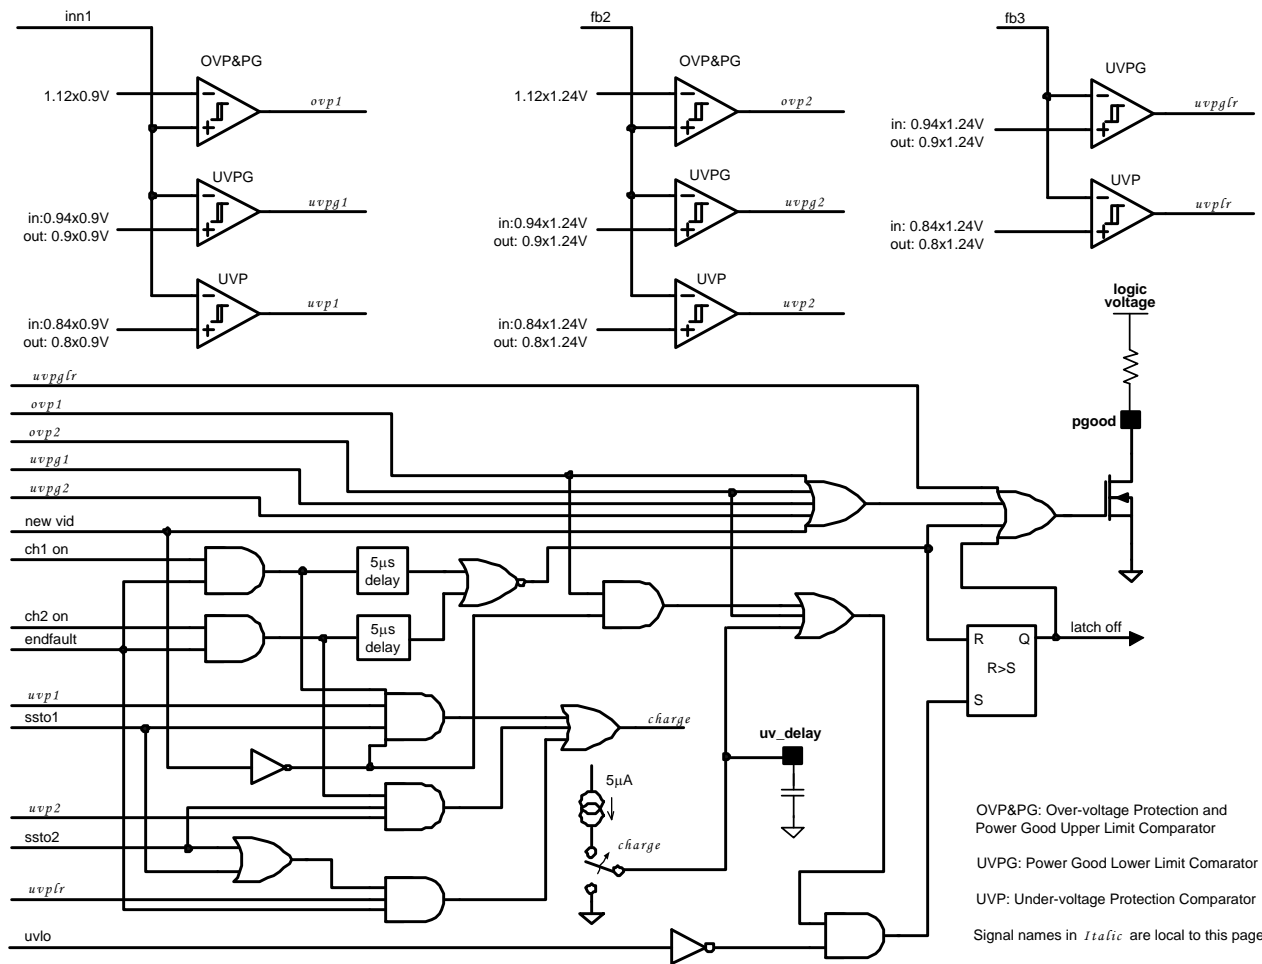 inn1
fb2
fb3
OVP&PG
1.12x0.9V
ovp1
UVPG
in:0.94x0.9V
out: 0.9x0.9V
uvpg1
UVP
in:0.84x0.9V
out: 0.8x0.9V
uvp1
OVP&PG
1.12x1.24V
ovp2
UVPG
in:0.94x1.24V
out: 0.9x1.24V
uvpg2
UVP
in:0.84x1.24V
out: 0.8x1.24V
uvp2
UVPG
in: 0.94x1.24V
out: 0.9x1.24V
uvpglr
UVP
in: 0.84x1.24V
out: 0.8x1.24V
uvplr
logic
voltage
pgood
uvpglr
ovp1
ovp2
uvpg1
uvpg2
new vid
ch1 on
5μs
delay
ch2 on
endfault
5μs
delay
R
Q
R>S
S
latch off
uvp1
ssto1
charge
uv_delay
5μA
charge
uvp2
ssto2
uvplr
uvlo
OVP&PG: Over-voltage Protection and
Power Good Upper Limit Comparator
UVPG: Power Good Lower Limit Comarator
UVP: Under-voltage Protection Comparator
Signal names in Italic are local to this page